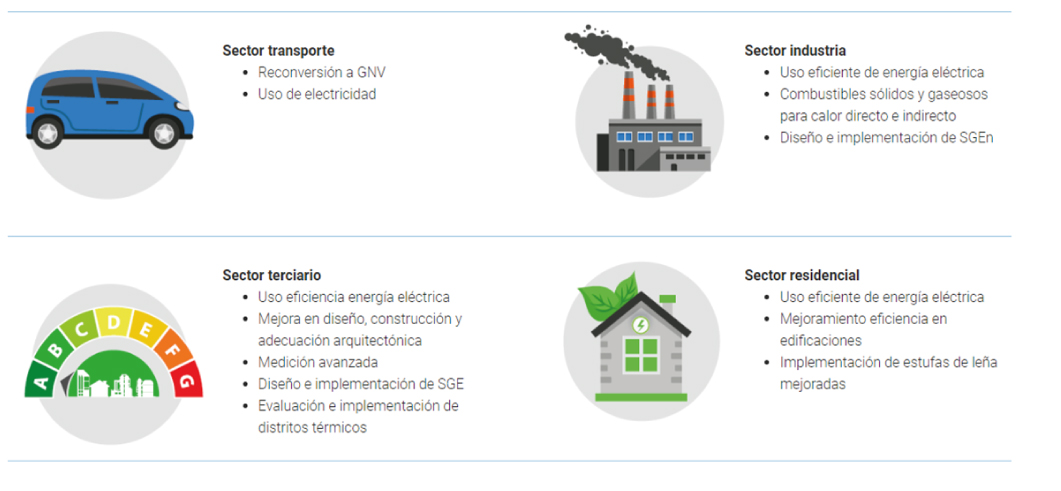 Sector transporte
• Reconversión a GNV
• Uso de electricidad
Sector industria
• Uso eficiente de energía eléctrica
• Combustibles sólidos y gaseosos
para calor directo e indirecto
• Diseño e implementación de SGEn
A B C D E F G
Sector terciario
• Uso eficiencia energía eléctrica
• Mejora en diseño, construcción y
adecuación arquitectónica
• Medición avanzada
• Diseño e implementación de SGE
• Evaluación e implementación de
distritos térmicos
Sector residencial
• Uso eficiente de energía eléctrica
• Mejoramiento eficiencia en
edificaciones
• Implementación de estufas de leña
mejoradas